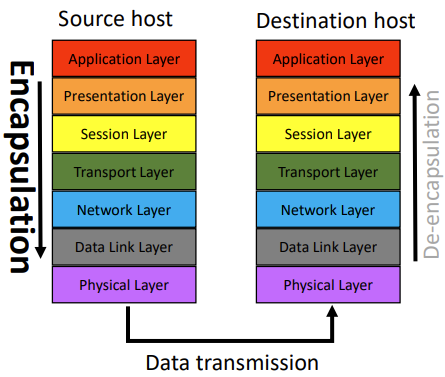 Source host
Destination host
Encapsulation
Application Layer
Presentation Layer
Session Layer
Transport Layer
Network Layer
Data Link Layer
Physical Layer
Application Layer
Presentation Layer
Session Layer
Transport Layer
Network Layer
Data Link Layer
Physical Layer
De-encapsulation
Data transmission